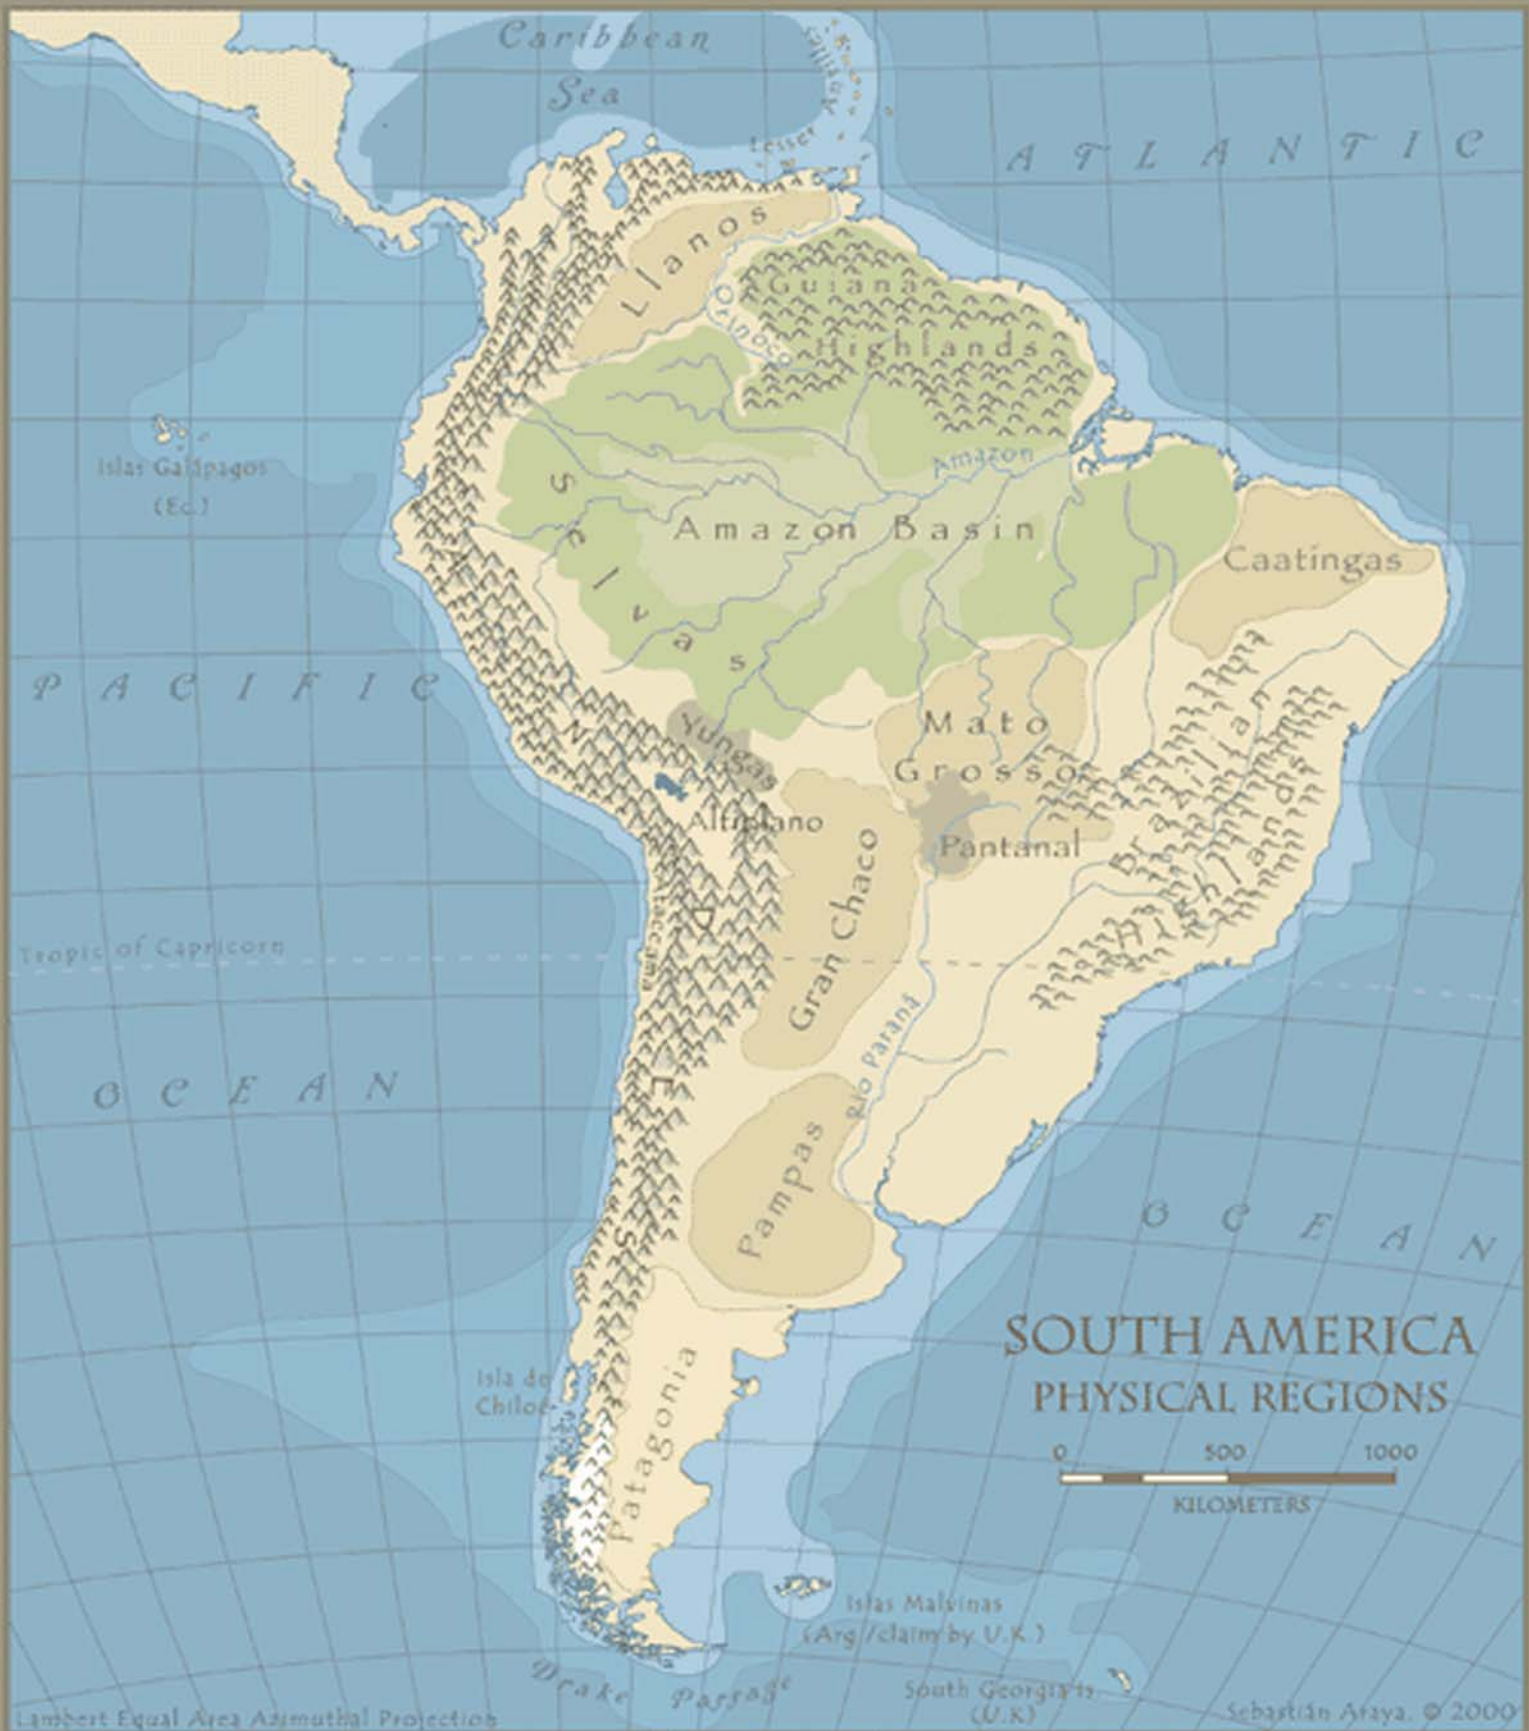 Caribbean
Sea
Lesser
Antilles
ATLANTIC
Llanos
Guiana
Orinoco
Highlands
Islas Galápagos
(Ec.)
Amazon
Selvas
Amazon Basin
Caatingas
PACIFIC
Yungas
Mato
Grosso
Altiplano
Pantanal
Brazilian
Highlands
Gran Chaco
Atacama
ANDES
Tropic of Capricorn
Río Paraná
OCEAN
Pampas
OCEAN
SOUTH AMERICA
PHYSICAL REGIONS
0 500 1000
KILOMETERS
Isla de
Chiloé
Patagonia
Islas Malvinas
(Arg./claim by U.K.)
Drake Passage
South Georgia Is.
(U.K)
Lambert Equal Area Azimuthal Projection
Sebastián Araya, © 2000